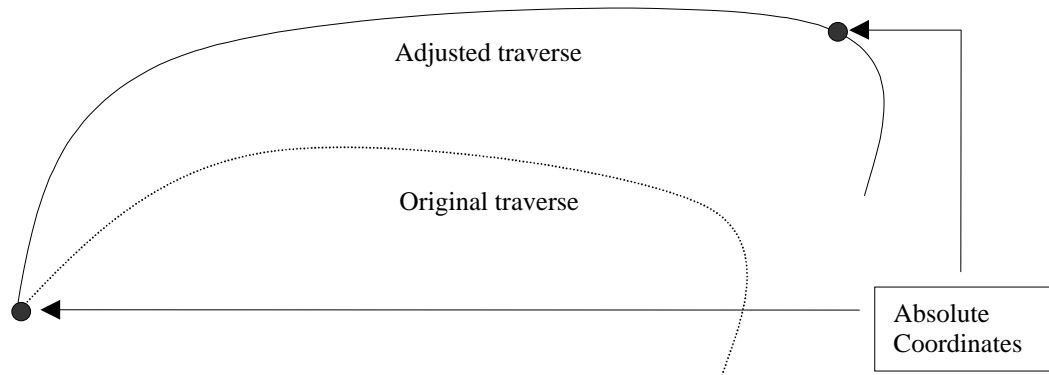 Adjusted traverse
Original traverse
Absolute
Coordinates